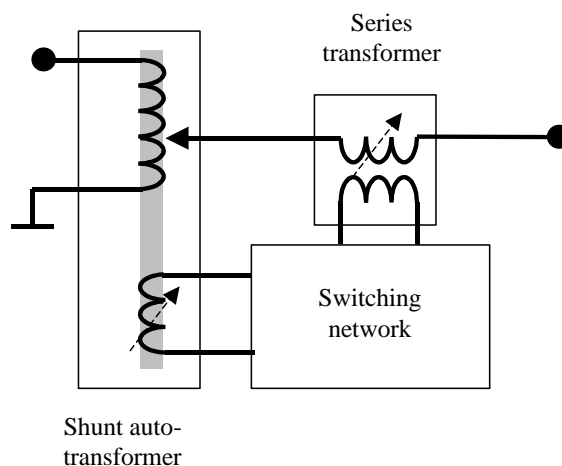 Series
transformer
Switching
network
Shunt auto-
transformer